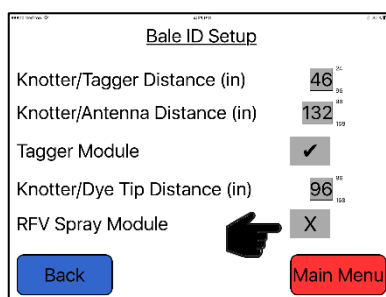 Bale ID Setup
Knotter/Tagger Distance (in) 46
Knotter/Antenna Distance (in) 132
Tagger Module ✔
Knotter/Dye Tip Distance (in) 96
RFV Spray Module X
Back Main Menu